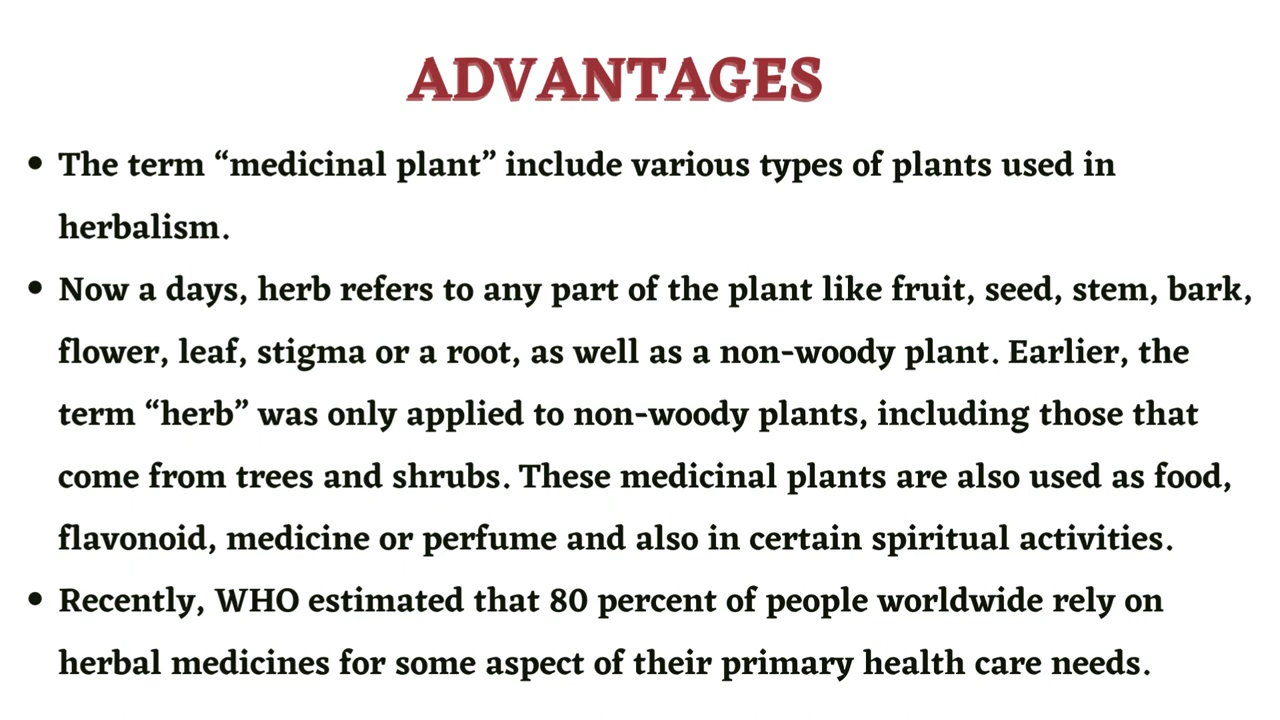 ADVANTAGES
• The term “medicinal plant” include various types of plants used in
herbalism.
• Now a days, herb refers to any part of the plant like fruit, seed, stem, bark,
flower, leaf, stigma or a root, as well as a non-woody plant. Earlier, the
term “herb” was only applied to non-woody plants, including those that
come from trees and shrubs. These medicinal plants are also used as food,
flavonoid, medicine or perfume and also in certain spiritual activities.
• Recently, WHO estimated that 80 percent of people worldwide rely on
herbal medicines for some aspect of their primary health care needs.